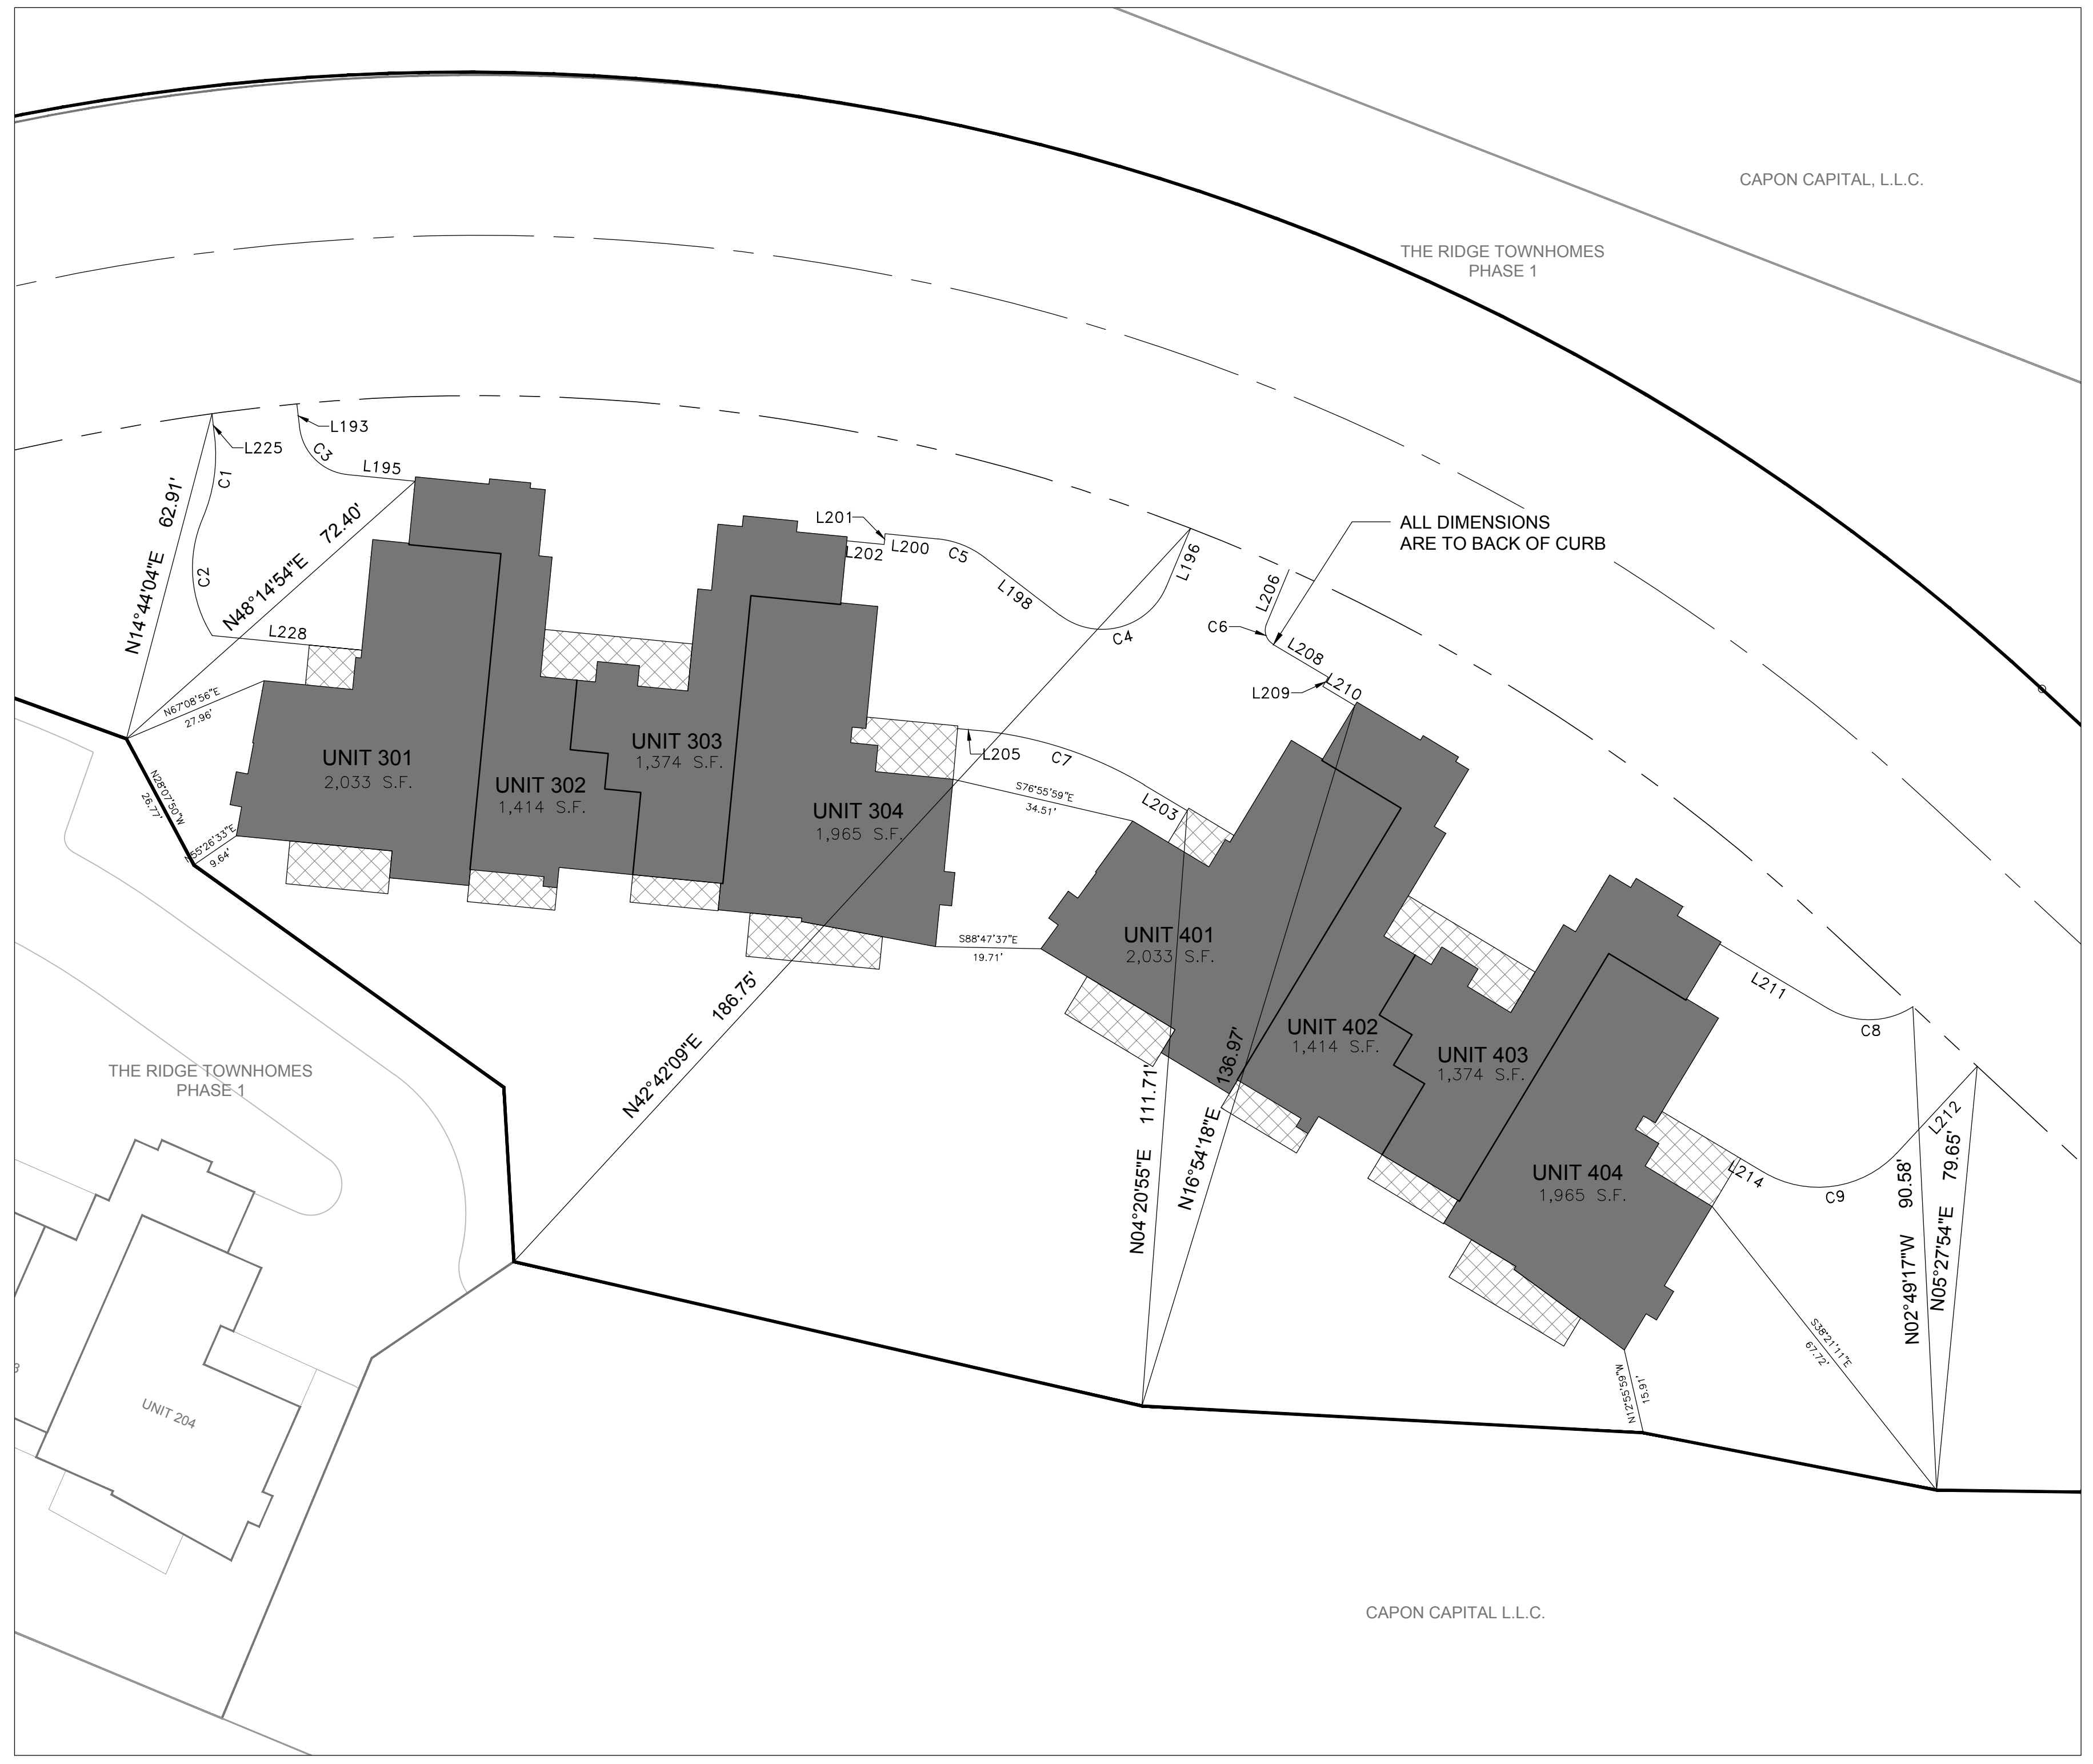 CAPON CAPITAL, L.L.C.
THE RIDGE TOWNHOMES
PHASE 1
L193
L225
C3
L195
C1
N14°44'04"E 62.91'
N48°14'54"E 72.40'
C2
L228
N67°08'56"E
27.96'
N28°07'50"W
26.77'
N55°26'33"E
9.64'
L201
L202
L200
C5
L198
C4
L196
ALL DIMENSIONS
ARE TO BACK OF CURB
L206
C6
L208
L209
L210
UNIT 301
2,033 S.F.
UNIT 302
1,414 S.F.
UNIT 303
1,374 S.F.
UNIT 304
1,965 S.F.
L205
C7
L203
S76°55'59"E
34.51'
S88°47'37"E
19.71'
N42°42'09"E 186.75'
UNIT 401
2,033 S.F.
UNIT 402
1,414 S.F.
UNIT 403
1,374 S.F.
UNIT 404
1,965 S.F.
N04°20'55"E 111.71'
N16°54'18"E 136.97'
L211
C8
L212
L214
C9
N02°49'17"W 90.58'
N05°27'54"E 79.65'
S38°21'11"E
67.72'
N12°55'59"W
15.91'
THE RIDGE TOWNHOMES
PHASE 1
3
UNIT 204
CAPON CAPITAL L.L.C.